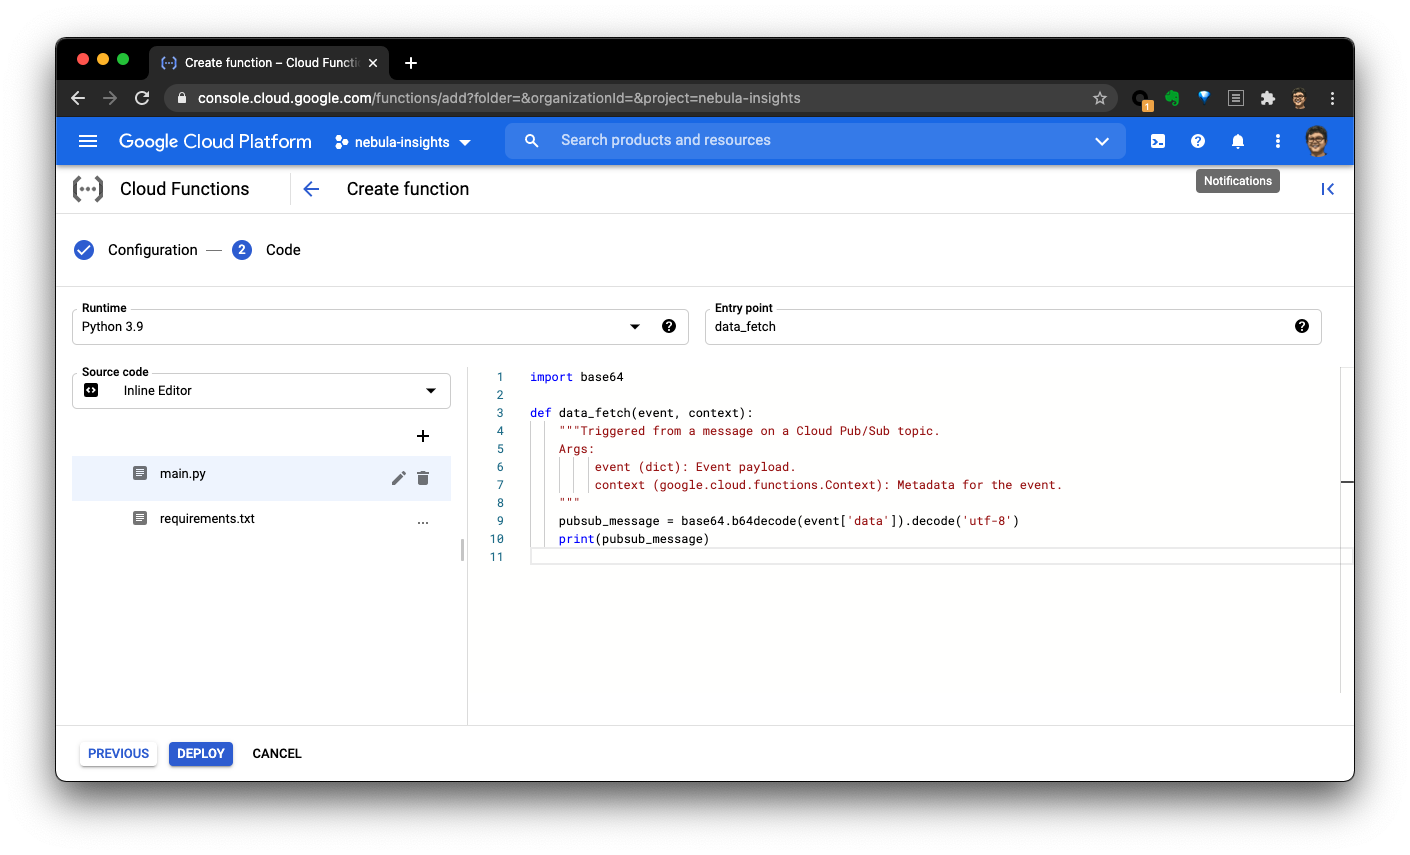 Create function – Cloud Functi
console.cloud.google.com/functions/add?folder=&organizationId=&project=nebula-insights
1
Google Cloud Platform
nebula-insights
Search products and resources
Cloud Functions
Create function
Notifications
Configuration
2
Code
Runtime
Python 3.9
Entry point
data_fetch
Source code
Inline Editor
main.py
requirements.txt
...
1 import base64
2
3 def data_fetch(event, context):
4     """Triggered from a message on a Cloud Pub/Sub topic.
5     Args:
6          event (dict): Event payload.
7          context (google.cloud.functions.Context): Metadata for the event.
8     """
9     pubsub_message = base64.b64decode(event['data']).decode('utf-8')
10     print(pubsub_message)
11
PREVIOUS
DEPLOY
CANCEL